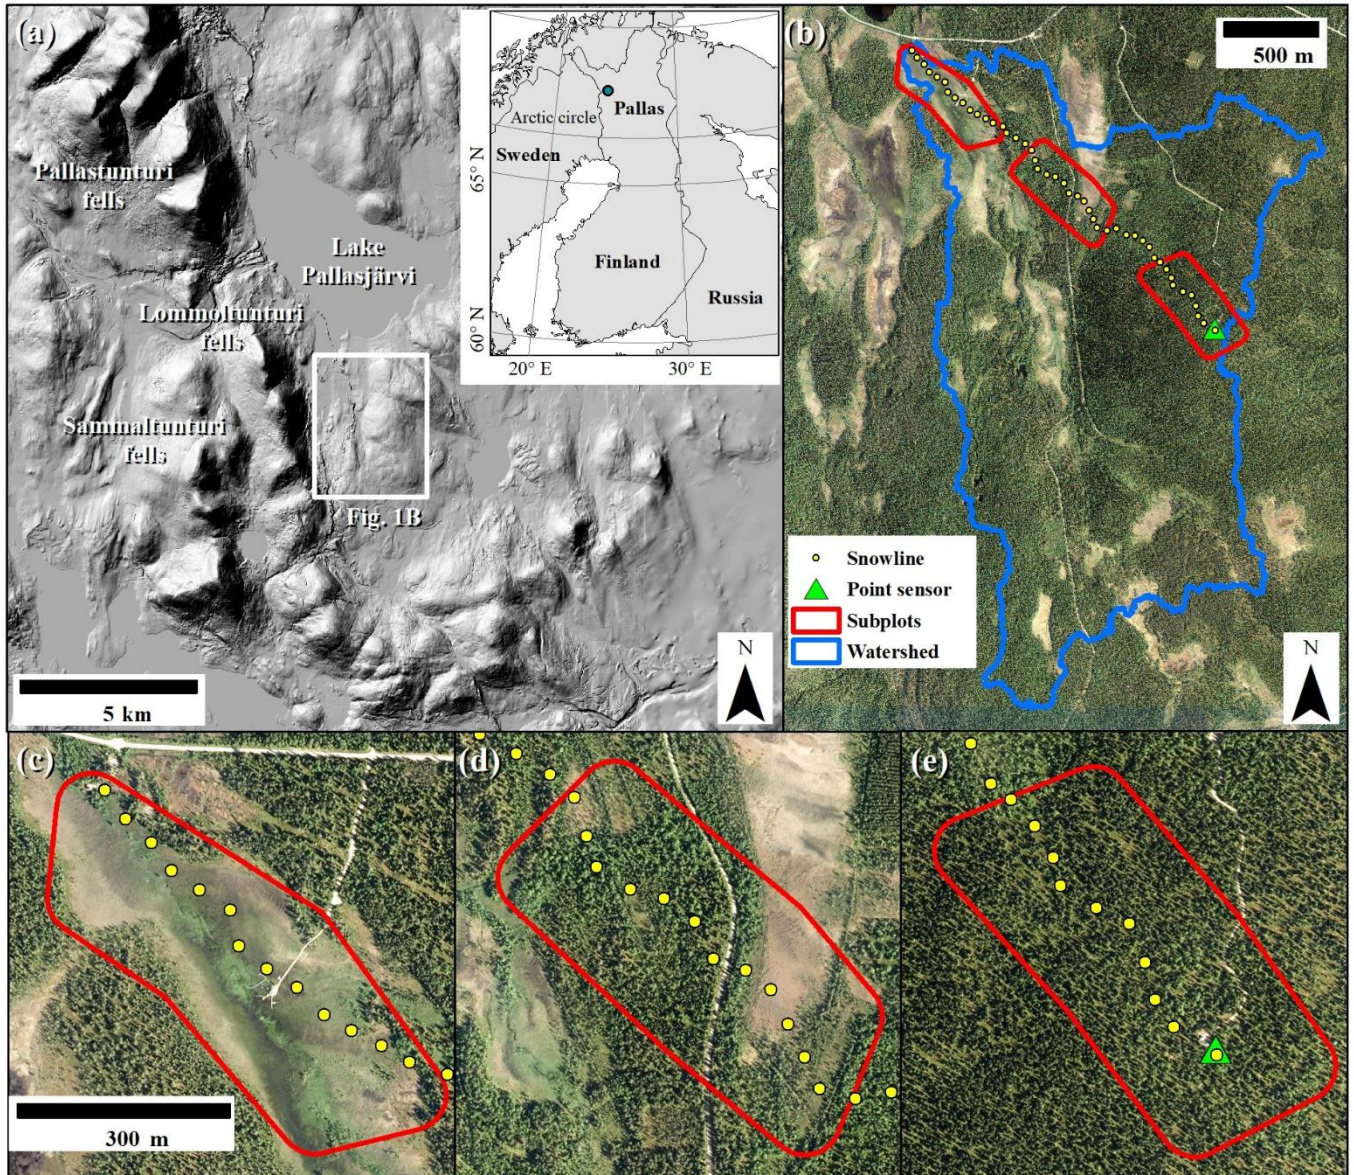 (a)
Pallastunturi
fells
Lake
Pallasjärvi
Lommoltunturi
fells
Sammaltunturi
fells
Fig. 1B
5 km
N
Arctic circle
Pallas
Sweden
65° N
Finland
Russia
60° N
20° E
30° E
(b)
500 m
Snowline
Point sensor
Subplots
Watershed
N
(c)
300 m
(d)
(e)